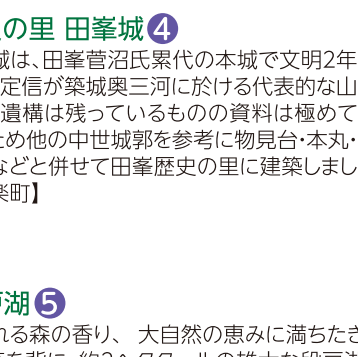 の里 田峯城❹
城は、田峯菅沼氏累代の本城で文明2年
定信が築城奥三河に於ける代表的な山
遺構は残っているものの資料は極めて
ため他の中世城郭を参考に物見台・本丸・
などと併せて田峯歴史の里に建築しまし
楽町】
湖❺
れる森の香り、大自然の恵みに満ちたき